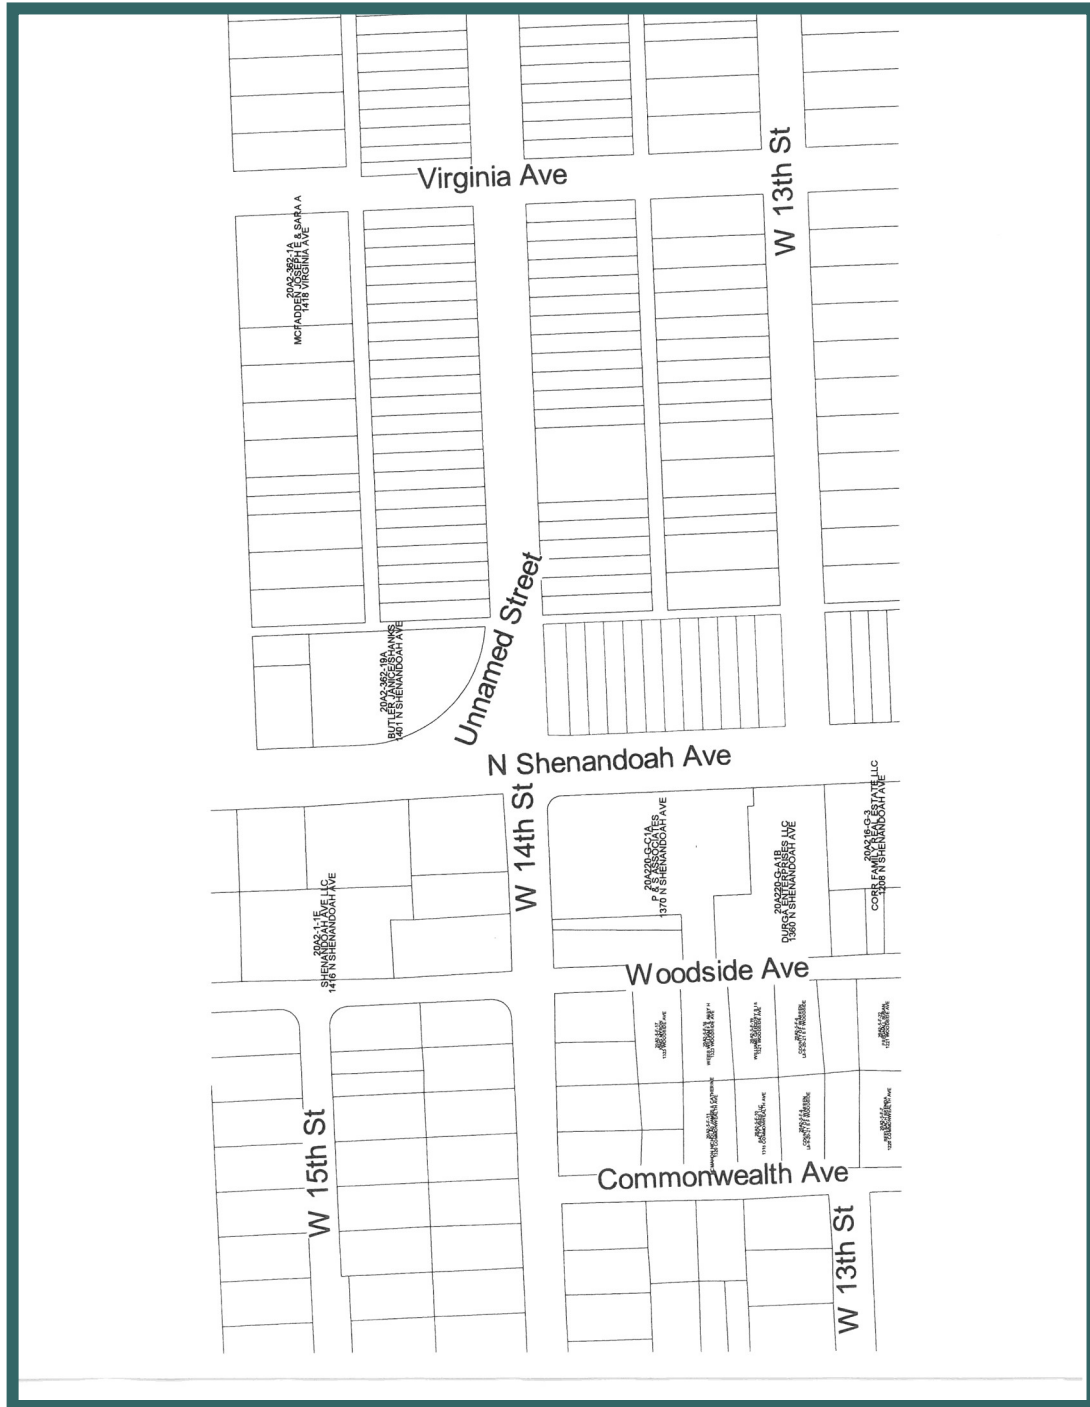 Virginia Ave
W 13th St
20A2-362-1A
MCFADDEN JOSEPH E & SARA A
1418 VIRGINIA AVE
Unnamed Street
20A2-362-19A
BUTLER JANICE SHANKS
1401 N SHENANDOAH AVE
N Shenandoah Ave
W 14th St
20A2-1-1E
SHENANDOAH AVE LLC
1416 N SHENANDOAH AVE
20A220-G-C1A
P & S ASSOCIATES
1370 N SHENANDOAH AVE
20A220-G-A1B
DURGA ENTERPRISES LLC
1360 N SHENANDOAH AVE
20A216-G-3
CORR FAMILY REAL ESTATE LLC
1208 N SHENANDOAH AVE
Woodside Ave
W 15th St
Commonwealth Ave
W 13th St